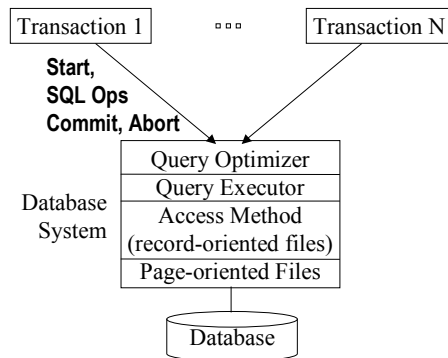 Transaction 1
Transaction N
Start,
SQL Ops
Commit, Abort
Database
System
Query Optimizer
Query Executor
Access Method
(record-oriented files)
Page-oriented Files
Database